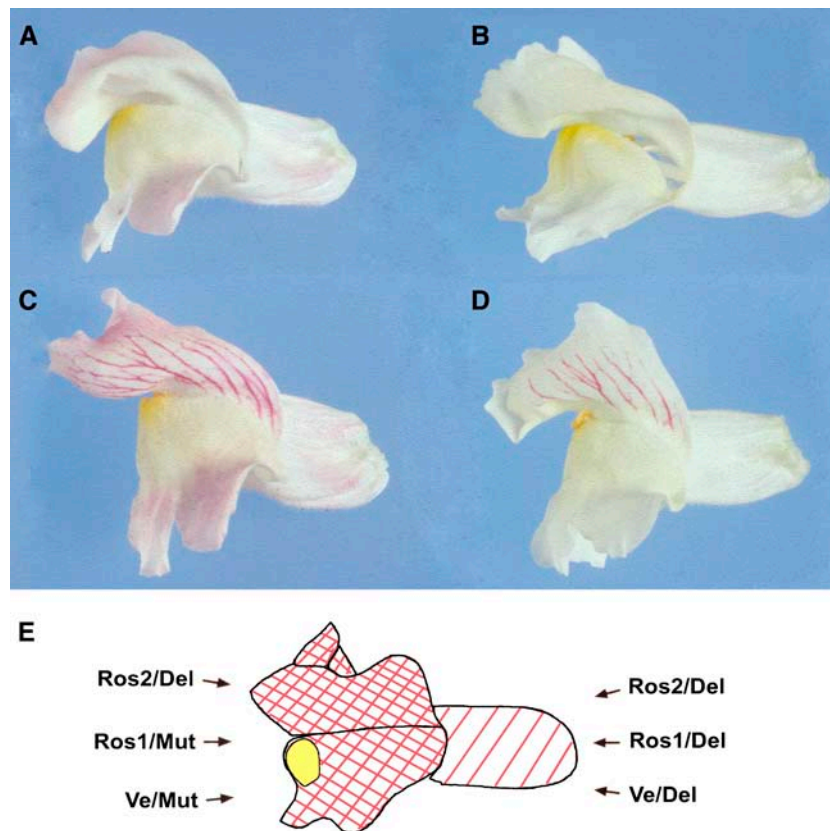 A
B
C
D
E
Ros2/Del
Ros1/Mut
Ve/Mut
Ros2/Del
Ros1/Del
Ve/Del